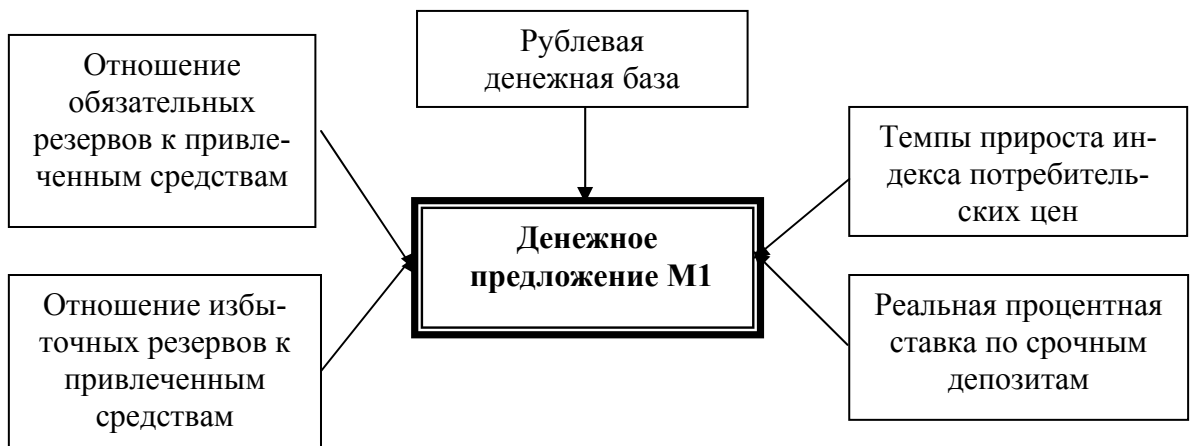 Отношение
обязательных
резервов к привле-
ченным средствам
Рублевая
денежная база
Темпы прироста ин-
декса потребитель-
ских цен
Денежное
предложение М1
Отношение избы-
точных резервов к
привлеченным
средствам
Реальная процентная
ставка по срочным
депозитам